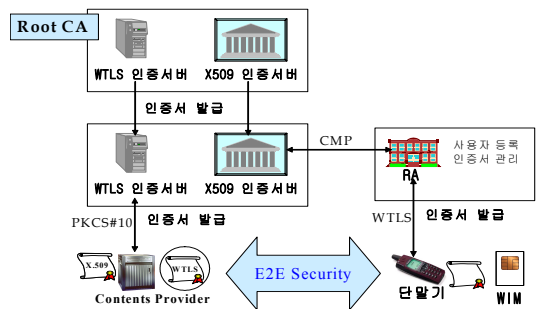 Root CA
WTLS 인증서버 X509 인증서버
인증서 발급
CMP
사용자 등록
인증서 관리
RA
WTLS 인증서버 X509 인증서버
PKCS#10 인증서 발급
WTLS 인증서 발급
X.509
WTLS
E2E Security
Contents Provider
단말기
WIM